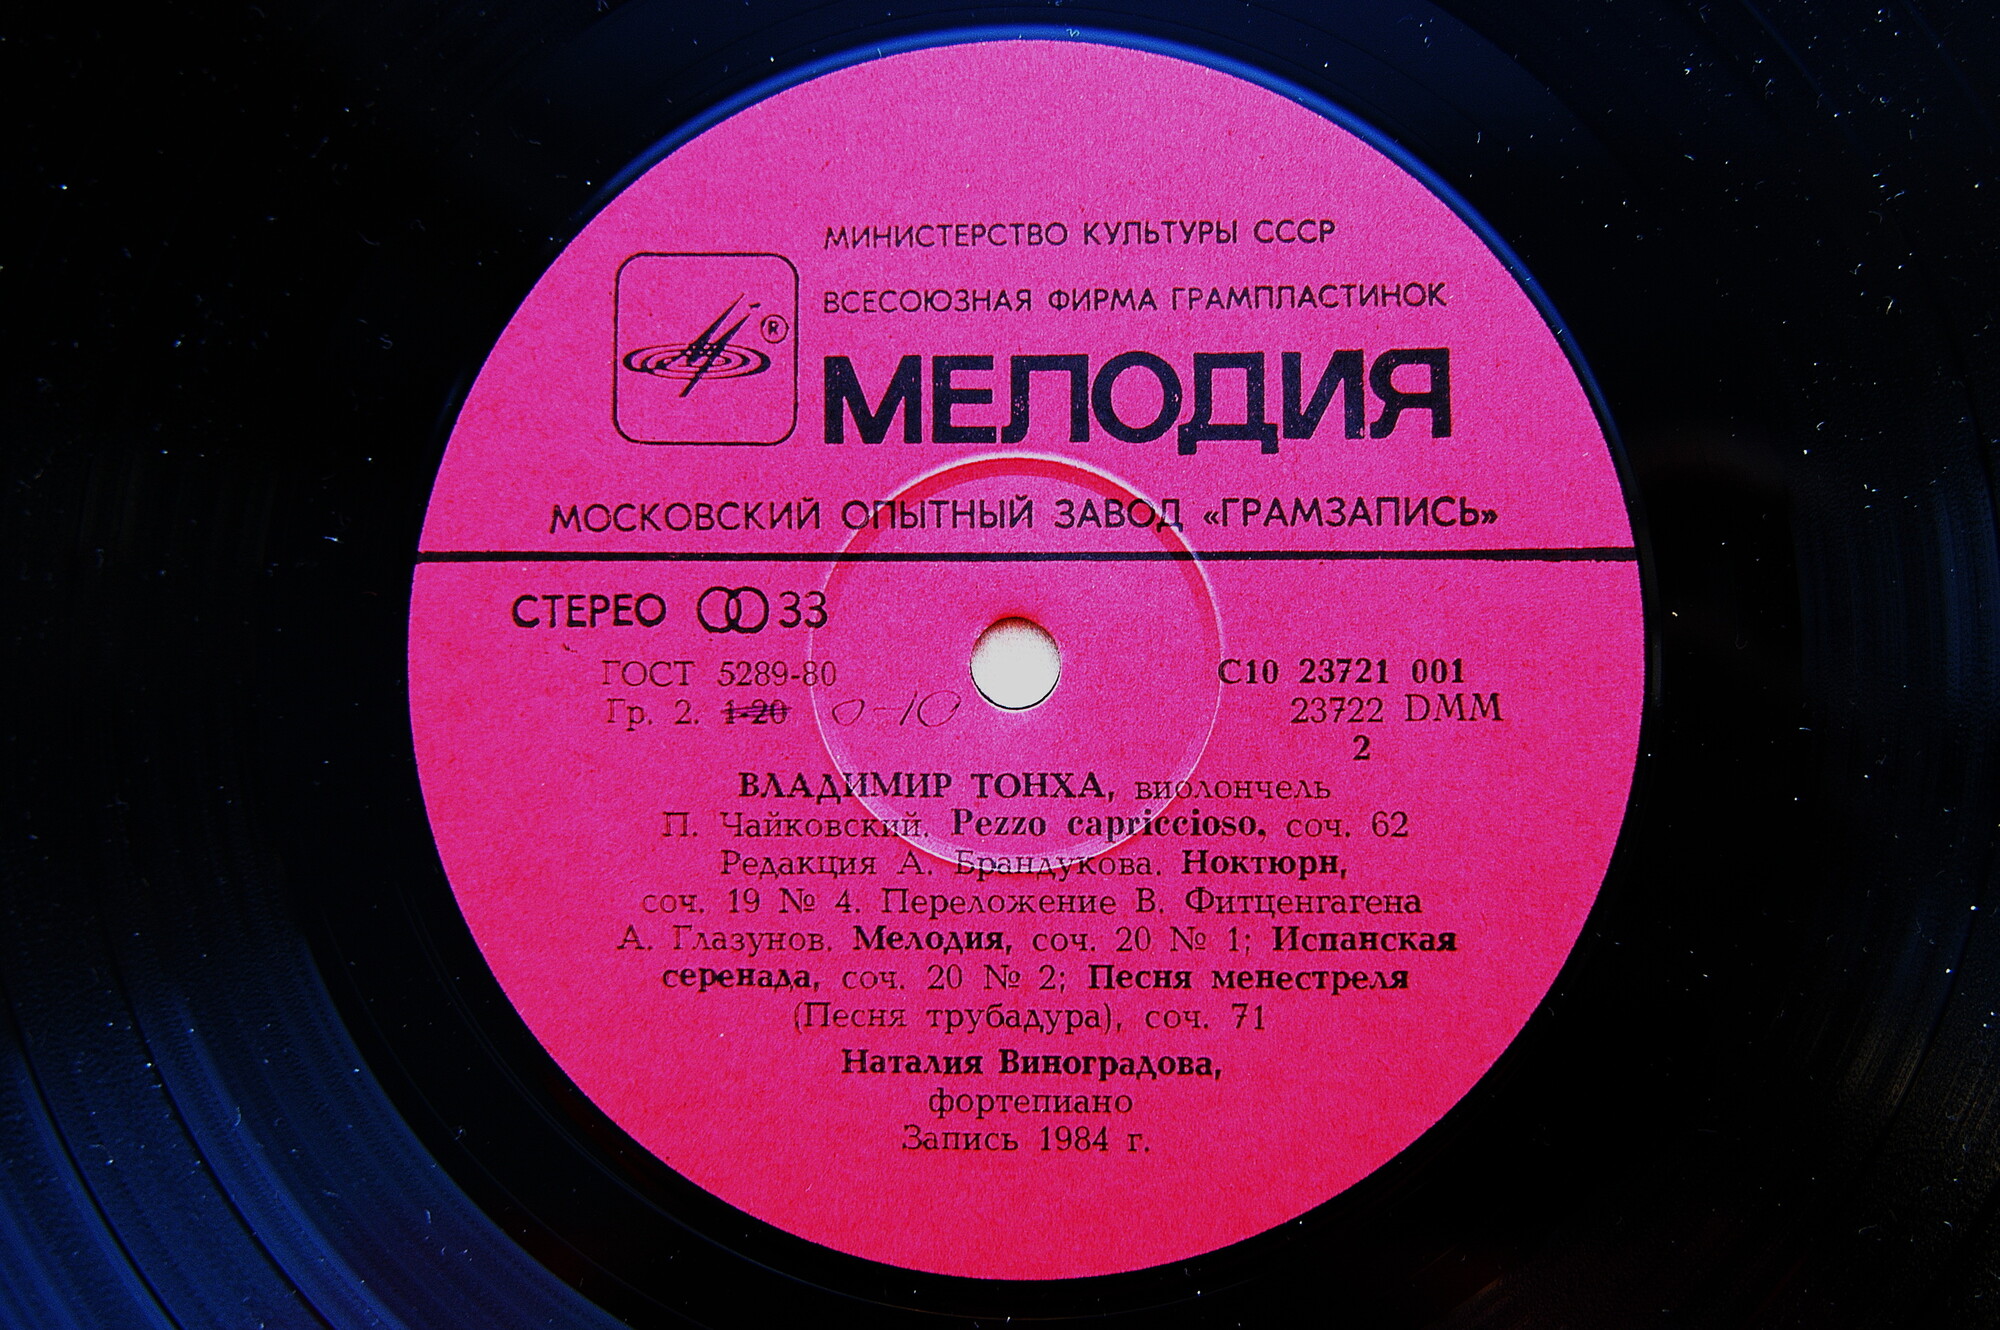 МИНИСТЕРСТВО КУЛЬТУРЫ СССР
ВСЕСОЮЗНАЯ ФИРМА ГРАМПЛАСТИНОК
®
МЕЛОДИЯ
МОСКОВСКИЙ ОПЫТНЫЙ ЗАВОД «ГРАМЗАПИСЬ»
СТЕРЕО 33
ГОСТ 5289-80
Гр. 2. 1-20 0-10
С10 23721 001
23722 DMM
2
ВЛАДИМИР ТОНХА, виолончель
П. Чайковский. Pezzo capriccioso, соч. 62
Редакция А. Брандукова. Ноктюрн,
соч. 19 № 4. Переложение В. Фитценгагена
А. Глазунов. Мелодия, соч. 20 № 1; Испанская
серенада, соч. 20 № 2; Песня менестреля
(Песня трубадура), соч. 71
Наталия Виноградова,
фортепиано
Запись 1984 г.